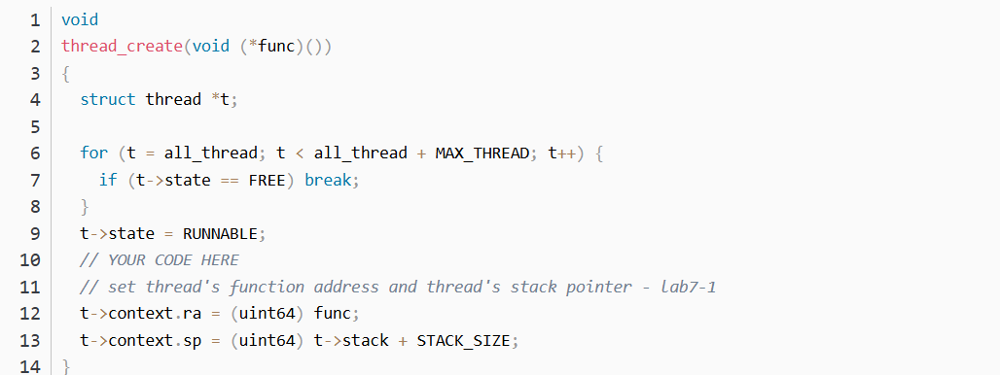 1 void
2 thread_create(void (*func)())
3 {
4   struct thread *t;
5
6   for (t = all_thread; t < all_thread + MAX_THREAD; t++) {
7     if (t->state == FREE) break;
8   }
9   t->state = RUNNABLE;
10   // YOUR CODE HERE
11   // set thread's function address and thread's stack pointer - lab7-1
12   t->context.ra = (uint64) func;
13   t->context.sp = (uint64) t->stack + STACK_SIZE;
14 }